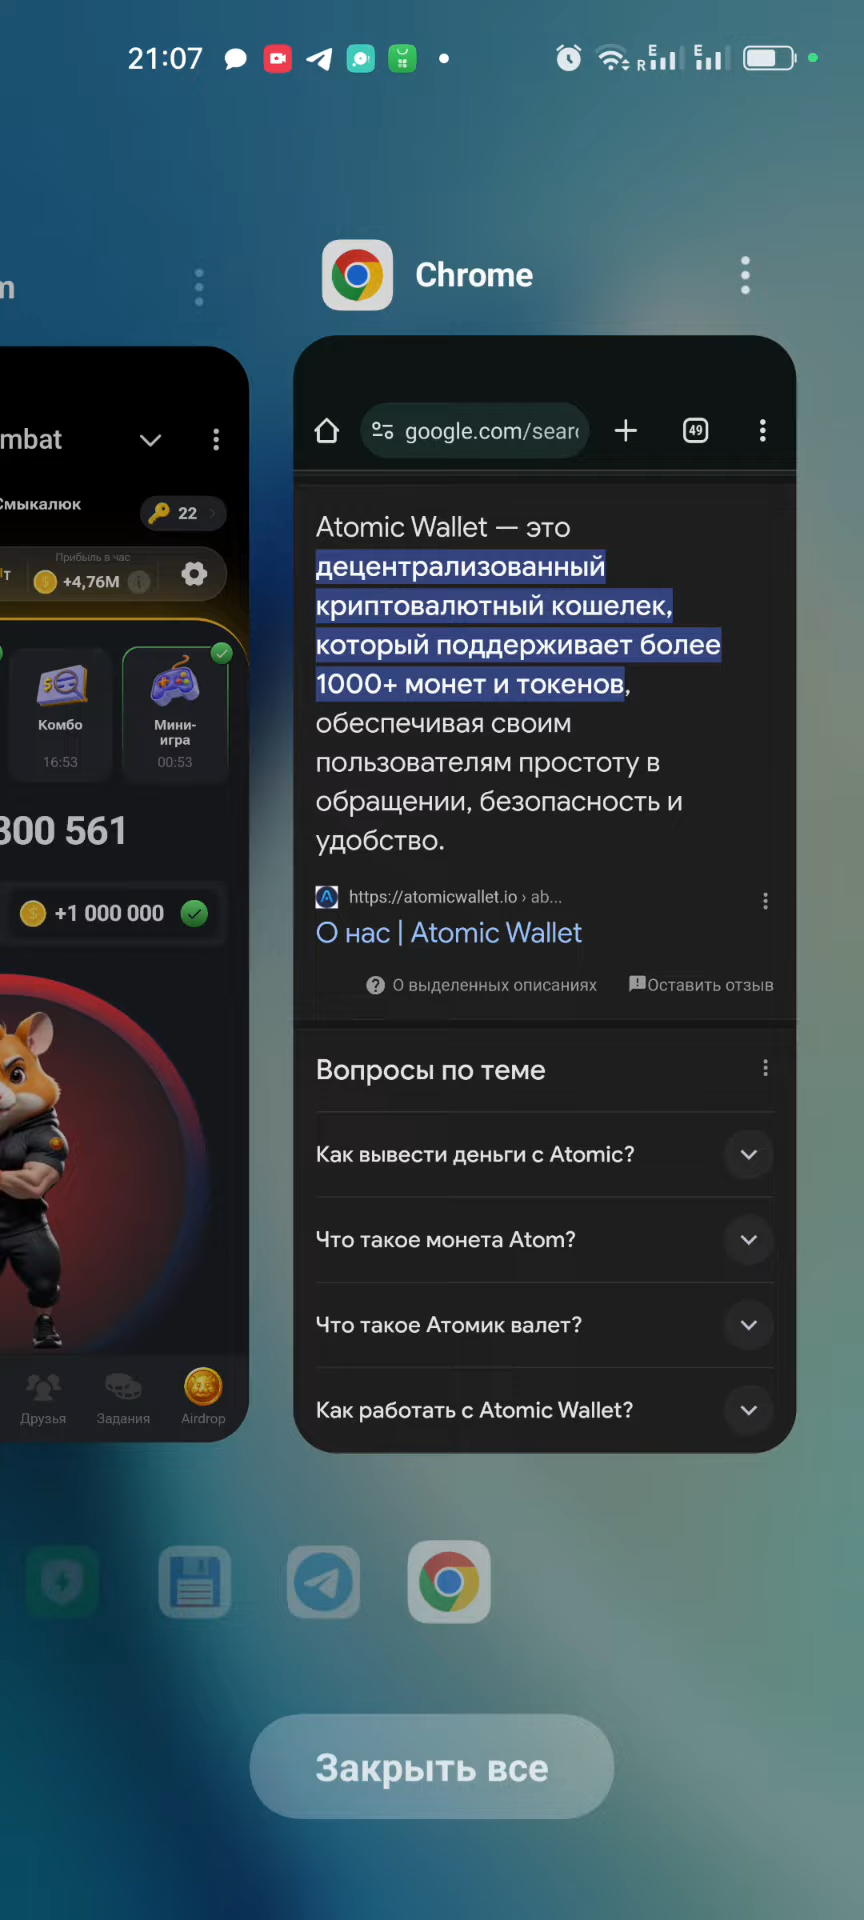 21:07
R
E
E
m
Chrome
mbat
Смыкалюк
22
Прибыль в час
+4,76M
Комбо
16:53
Мини-
игра
00:53
300 561
+1 000 000
Друзья
Задания
Airdrop
google.com/sear
49
Atomic Wallet — это
децентрализованный
криптовалютный кошелек,
который поддерживает более
1000+ монет и токенов,
обеспечивая своим
пользователям простоту в
обращении, безопасность и
удобство.
https://atomicwallet.io › ab...
О нас | Atomic Wallet
О выделенных описаниях
Оставить отзыв
Вопросы по теме
Как вывести деньги с Atomic?
Что такое монета Atom?
Что такое Атомик валет?
Как работать с Atomic Wallet?
Закрыть все